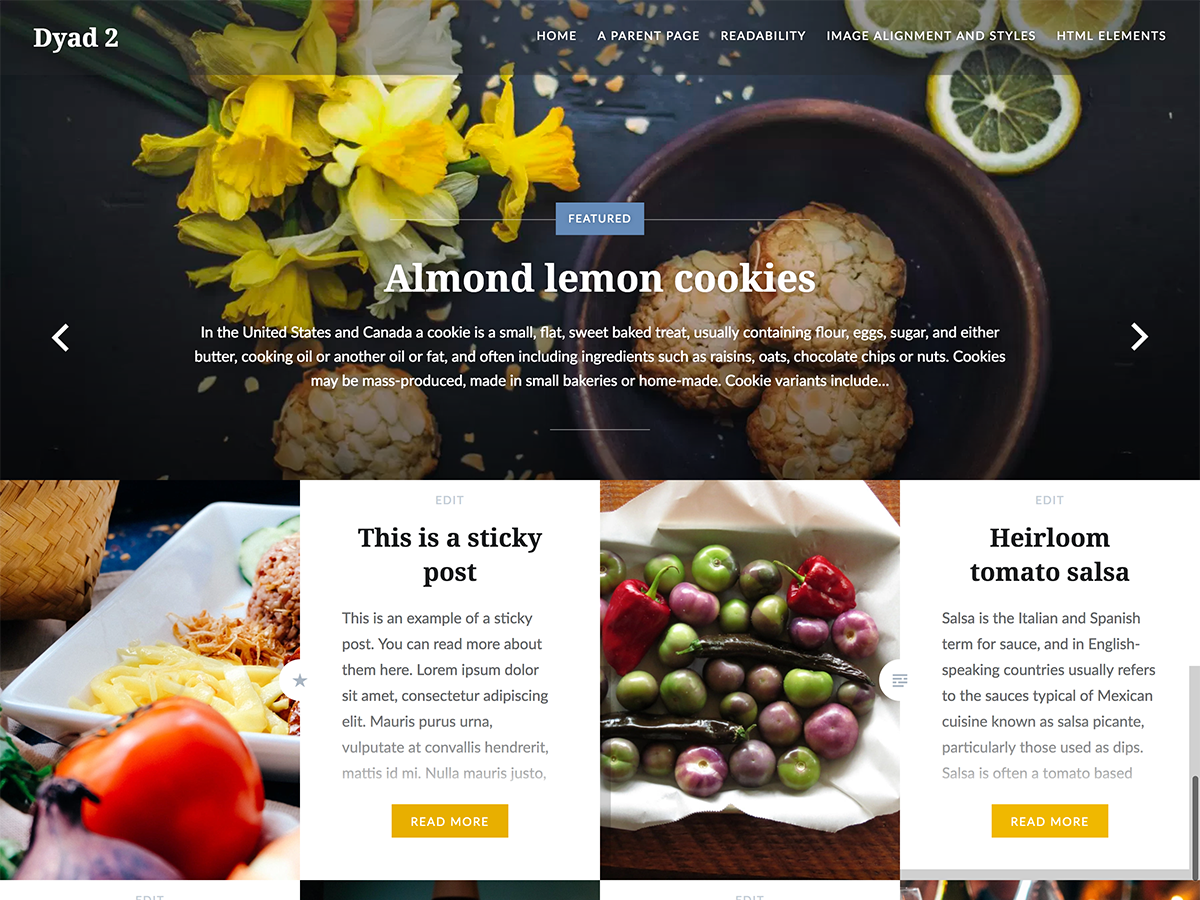 Dyad 2
HOME A PARENT PAGE READABILITY IMAGE ALIGNMENT AND STYLES HTML ELEMENTS
FEATURED
Almond lemon cookies
In the United States and Canada a cookie is a small, flat, sweet baked treat, usually containing flour, eggs, sugar, and either
butter, cooking oil or another oil or fat, and often including ingredients such as raisins, oats, chocolate chips or nuts. Cookies
may be mass-produced, made in small bakeries or home-made. Cookie variants include...
EDIT
This is a sticky
post
This is an example of a sticky
post. You can read more about
them here. Lorem ipsum dolor
sit amet, consectetur adipiscing
elit. Mauris purus urna,
vulputate at convallis hendrerit,
mattis id mi. Nulla mauris justo,
READ MORE
EDIT
Heirloom
tomato salsa
Salsa is the Italian and Spanish
term for sauce, and in English-
speaking countries usually refers
to the sauces typical of Mexican
cuisine known as salsa picante,
particularly those used as dips.
Salsa is often a tomato based
READ MORE
EDIT
EDIT